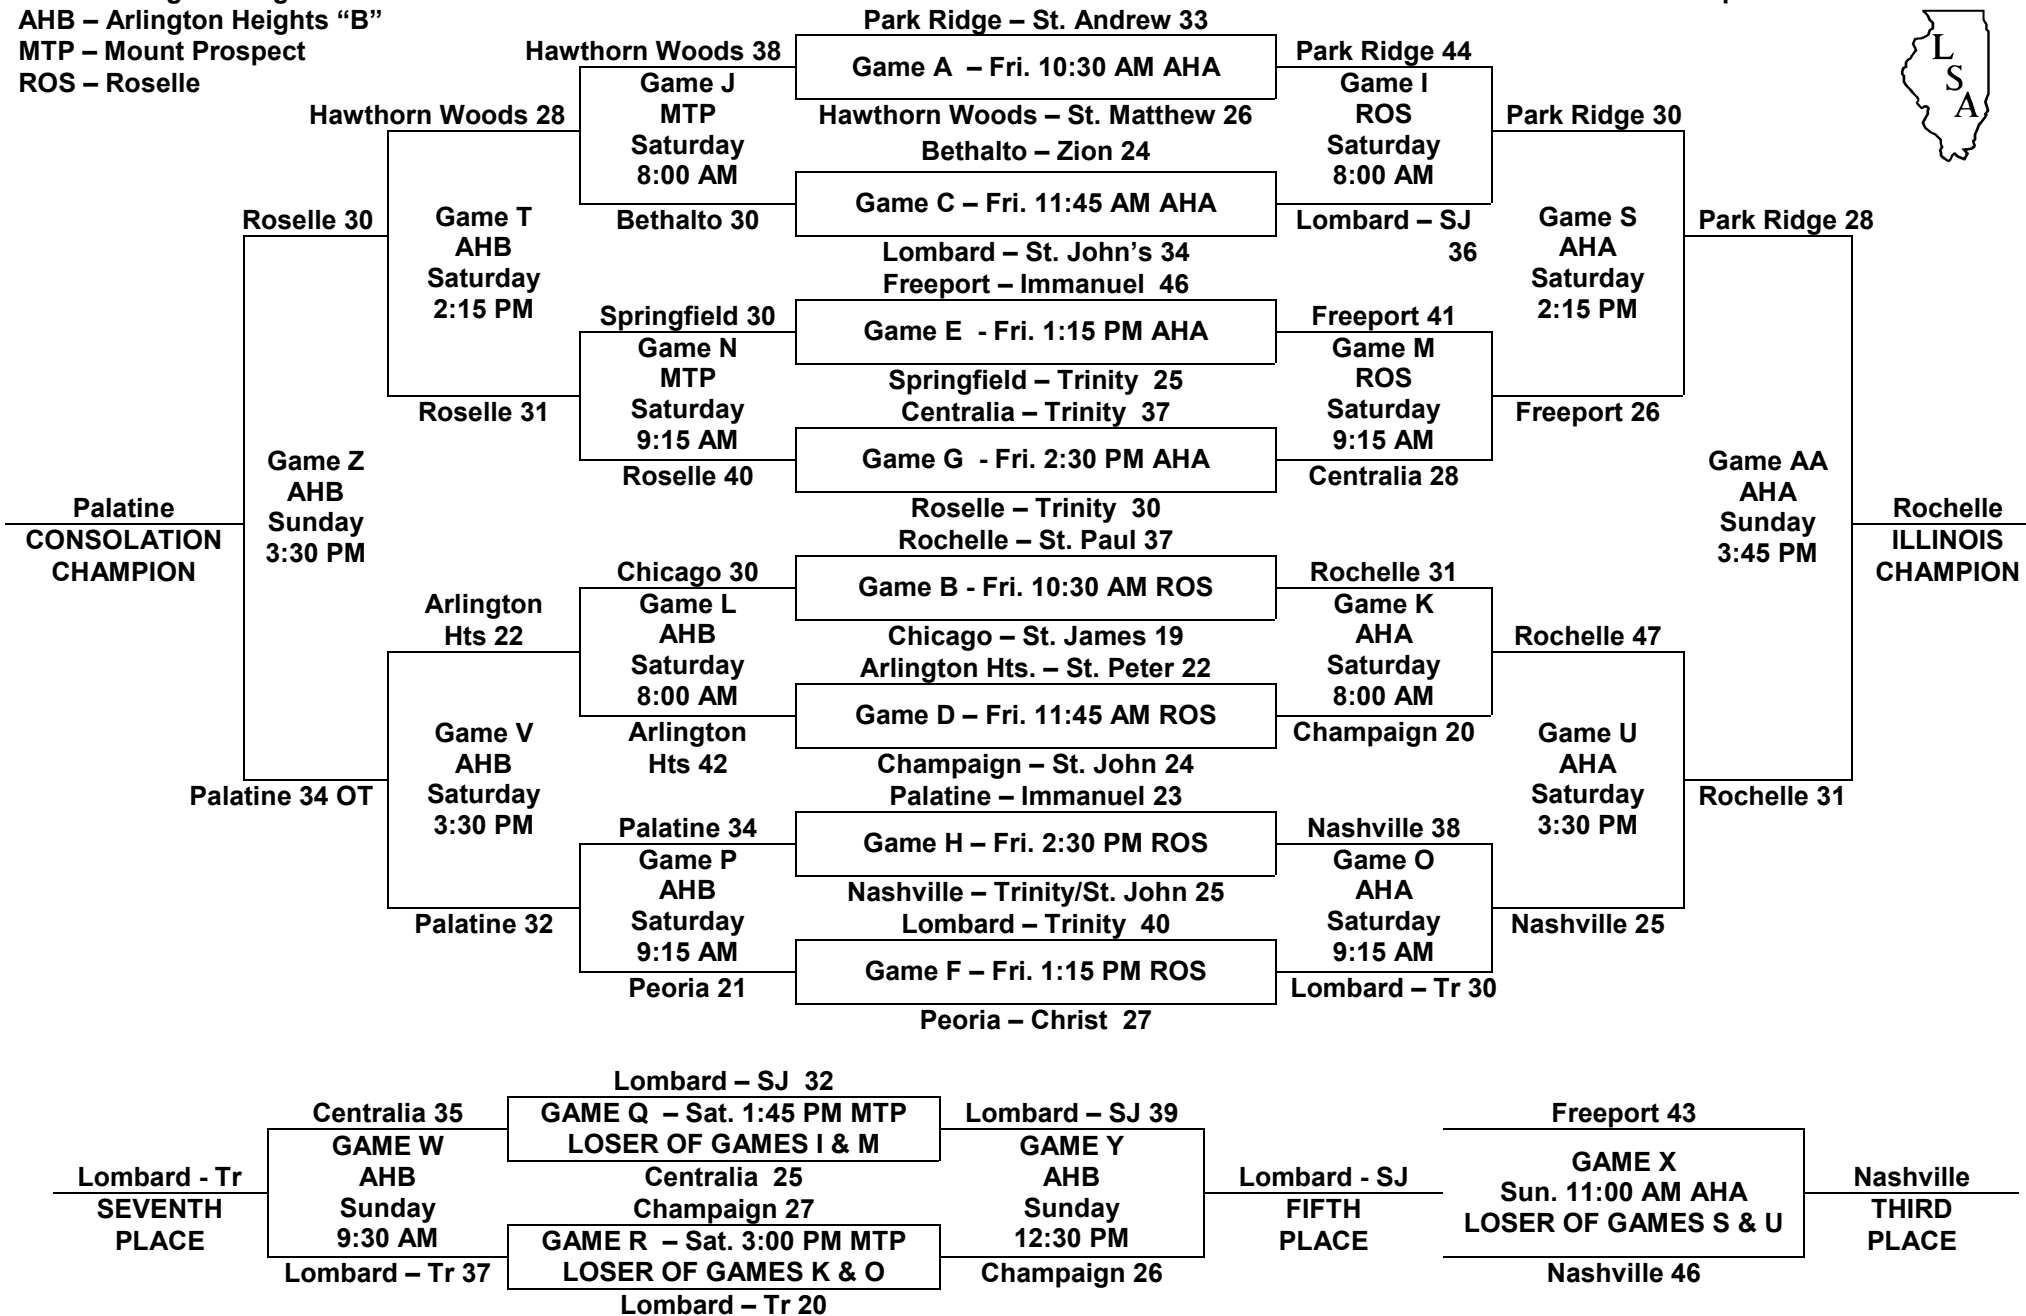 AHB – Arlington Heights “B”
MTP – Mount Prospect
ROS – Roselle
L
S
A
Park Ridge – St. Andrew 33
Game A – Fri. 10:30 AM AHA
Hawthorn Woods – St. Matthew 26
Bethalto – Zion 24
Game C – Fri. 11:45 AM AHA
Lombard – St. John’s 34
Freeport – Immanuel 46
Game E - Fri. 1:15 PM AHA
Springfield – Trinity 25
Centralia – Trinity 37
Game G - Fri. 2:30 PM AHA
Roselle – Trinity 30
Rochelle – St. Paul 37
Game B - Fri. 10:30 AM ROS
Chicago – St. James 19
Arlington Hts. – St. Peter 22
Game D – Fri. 11:45 AM ROS
Champaign – St. John 24
Palatine – Immanuel 23
Game H – Fri. 2:30 PM ROS
Nashville – Trinity/St. John 25
Lombard – Trinity 40
Game F – Fri. 1:15 PM ROS
Peoria – Christ 27
Hawthorn Woods 38
Game J
MTP
Saturday
8:00 AM
Bethalto 30
Springfield 30
Game N
MTP
Saturday
9:15 AM
Roselle 40
Chicago 30
Game L
AHB
Saturday
8:00 AM
Arlington
Hts 42
Palatine 34
Game P
AHB
Saturday
9:15 AM
Peoria 21
Hawthorn Woods 28
Game T
AHB
Saturday
2:15 PM
Roselle 31
Arlington
Hts 22
Game V
AHB
Saturday
3:30 PM
Palatine 32
Roselle 30
Game Z
AHB
Sunday
3:30 PM
Palatine 34 OT
Palatine
CONSOLATION
CHAMPION
Park Ridge 44
Game I
ROS
Saturday
8:00 AM
Lombard – SJ
36
Freeport 41
Game M
ROS
Saturday
9:15 AM
Centralia 28
Rochelle 31
Game K
AHA
Saturday
8:00 AM
Champaign 20
Nashville 38
Game O
AHA
Saturday
9:15 AM
Lombard – Tr 30
Park Ridge 30
Game S
AHA
Saturday
2:15 PM
Freeport 26
Rochelle 47
Game U
AHA
Saturday
3:30 PM
Nashville 25
Park Ridge 28
Game AA
AHA
Sunday
3:45 PM
Rochelle 31
Rochelle
ILLINOIS
CHAMPION
Lombard – SJ 32
GAME Q – Sat. 1:45 PM MTP
LOSER OF GAMES I & M
Centralia 25
Champaign 27
GAME R – Sat. 3:00 PM MTP
LOSER OF GAMES K & O
Lombard – Tr 20
Centralia 35
GAME W
AHB
Sunday
9:30 AM
Lombard – Tr 37
Lombard - Tr
SEVENTH
PLACE
Lombard – SJ 39
GAME Y
AHB
Sunday
12:30 PM
Champaign 26
Lombard - SJ
FIFTH
PLACE
Freeport 43
GAME X
Sun. 11:00 AM AHA
LOSER OF GAMES S & U
Nashville 46
Nashville
THIRD
PLACE